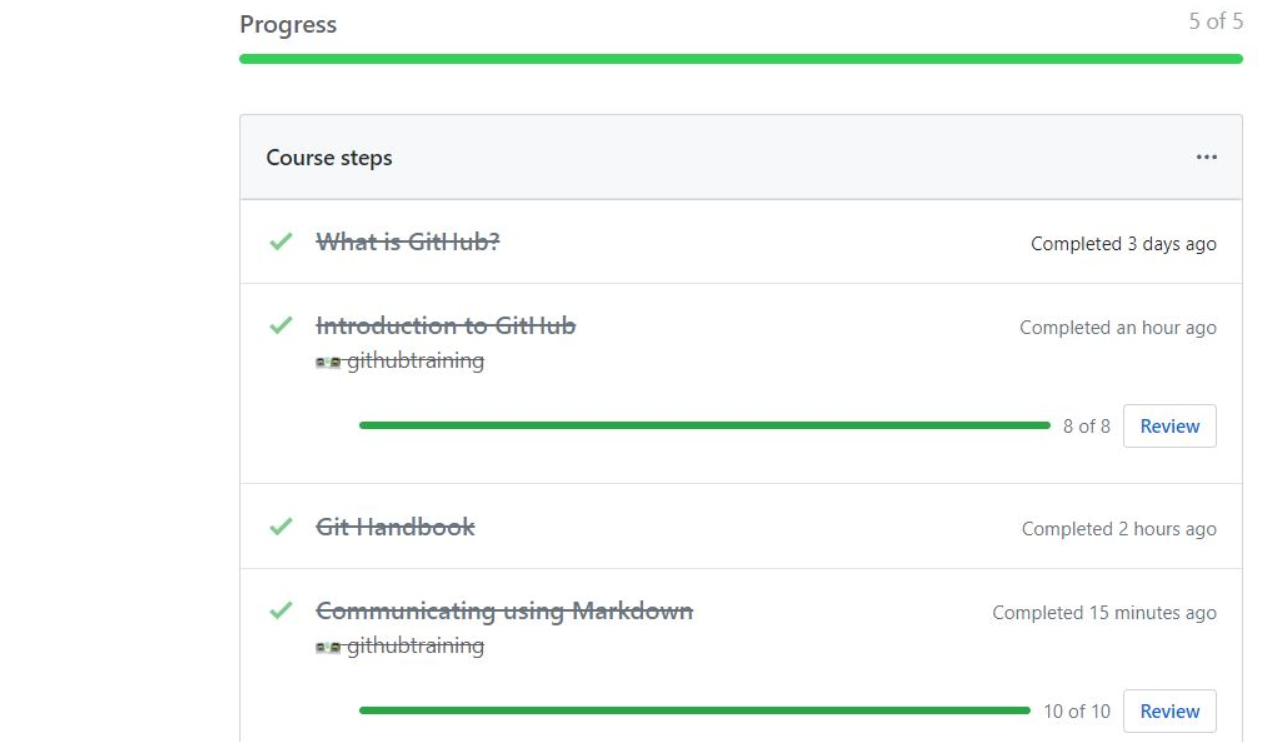 Progress
5 of 5
Course steps
What is GitHub?
Completed 3 days ago
Introduction to GitHub
Completed an hour ago
githubtraining
8 of 8
Review
Git Handbook
Completed 2 hours ago
Communicating using Markdown
Completed 15 minutes ago
githubtraining
10 of 10
Review